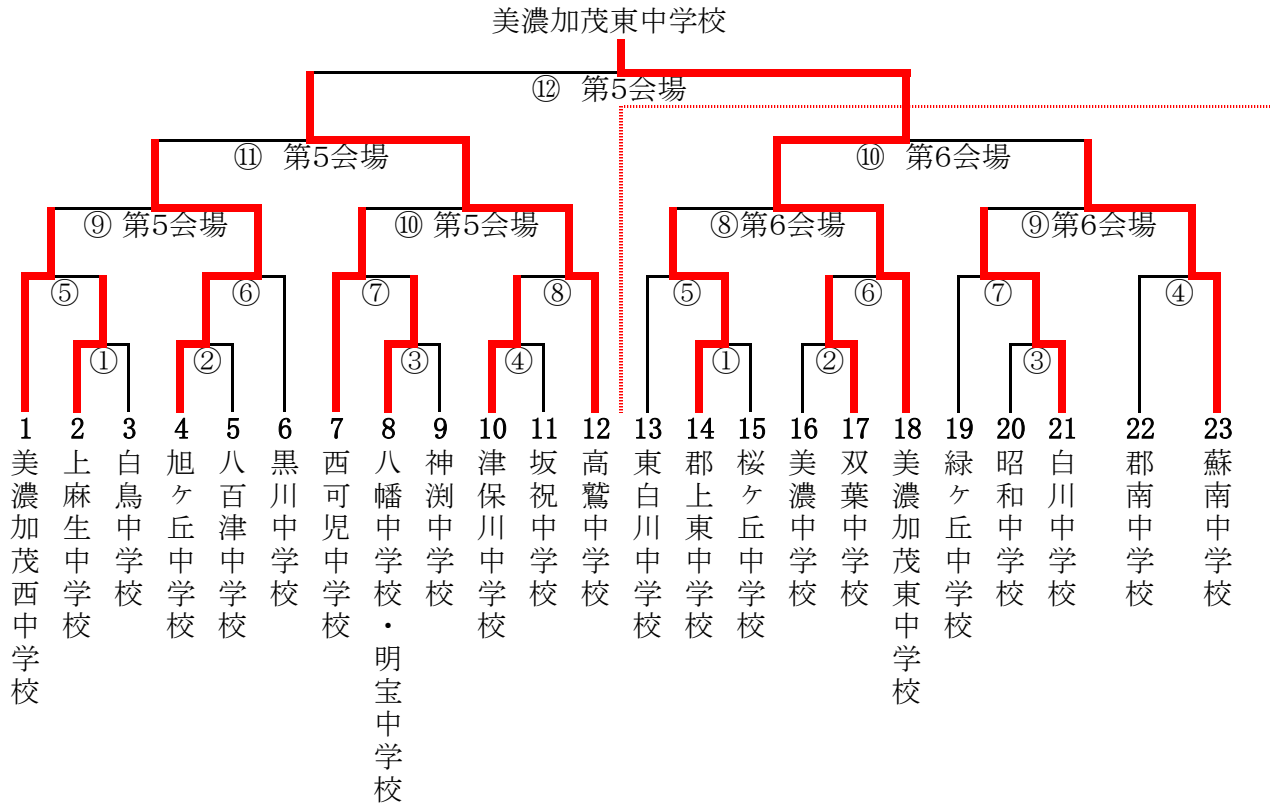 美濃加茂東中学校
⑫ 第5会場
⑪ 第5会場
⑩ 第6会場
⑨ 第5会場
⑩ 第5会場
⑧第6会場
⑨第6会場
⑤
⑥
⑦
⑧
⑤
⑥
⑦
④
①
②
③
④
①
②
③
1
2
3
4
5
6
7
8
9
10
11
12
13
14
15
16
17
18
19
20
21
22
23
美濃加茂西中学校
上麻生中学校
白鳥中学校
旭ヶ丘中学校
八百津中学校
黒川中学校
西可児中学校
八幡中学校・明宝中学校
神渕中学校
津保川中学校
坂祝中学校
高鷲中学校
東白川中学校
郡上東中学校
桜ヶ丘中学校
美濃中学校
双葉中学校
美濃加茂東中学校
緑ヶ丘中学校
昭和中学校
白川中学校
郡南中学校
蘇南中学校